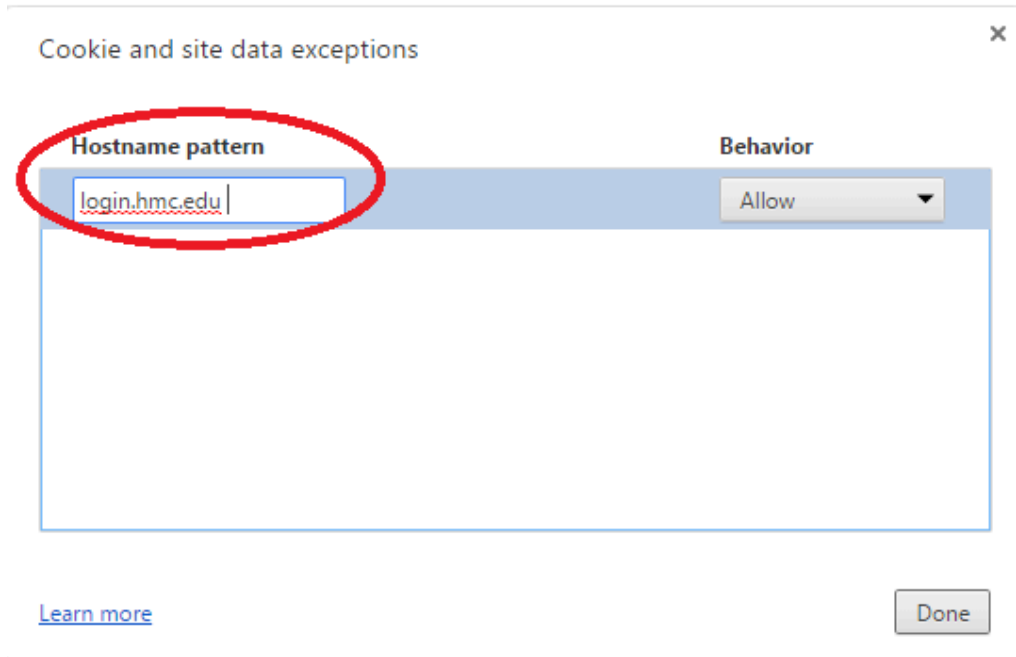 Cookie and site data exceptions
Hostname pattern Behavior
login.hmc.edu Allow
Learn more Done